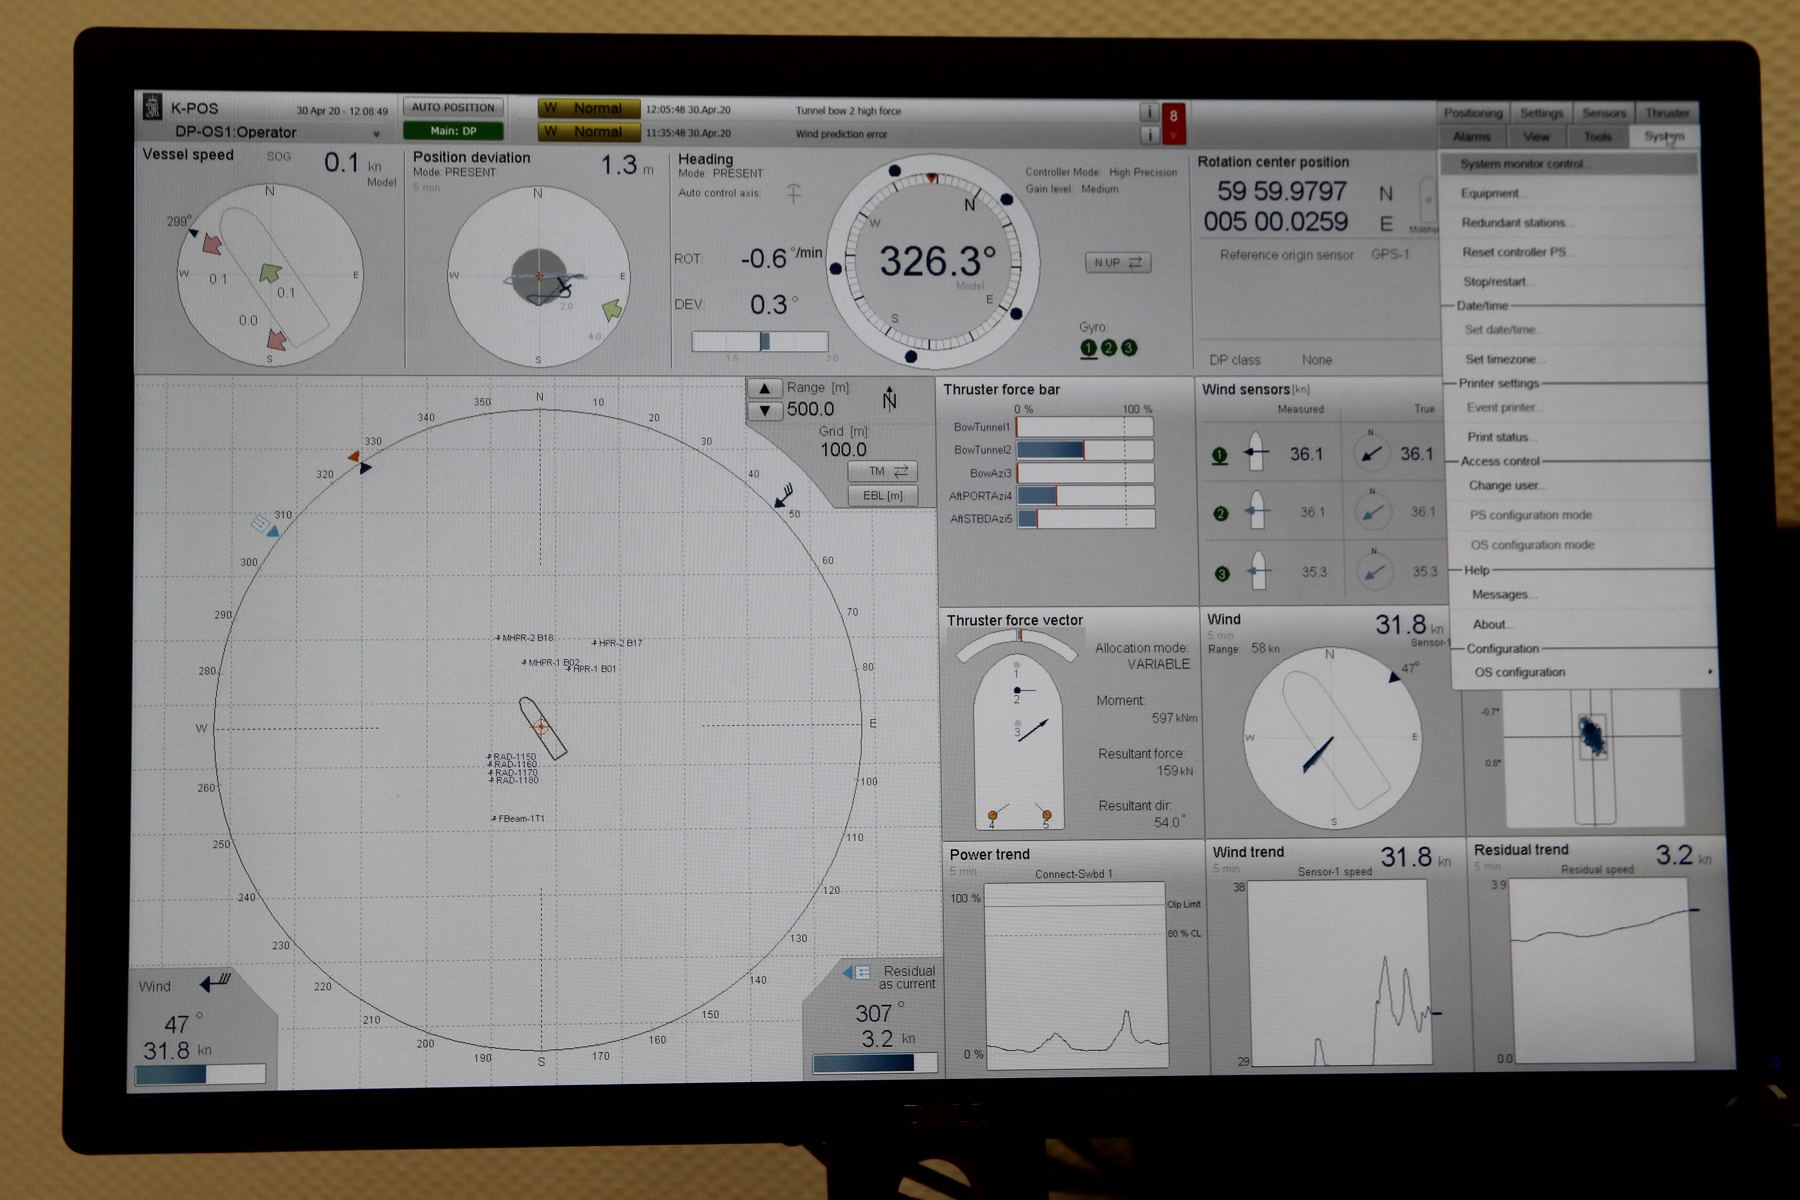 K-POS
30 Apr 20 - 12:08:49
AUTO POSITION
W Normal
12:05:48 30.Apr.20
Tunnel bow 2 high force
i
8
DP-OS1:Operator
Main: DP
W Normal
11:35:48 30.Apr.20
Wind prediction error
i
Positioning Settings Sensors Thruster
Alarms View Tools System
Vessel speed SOG 0.1 kn
Model
N
299°
W
E
0.1
0.1
0.0
S
Position deviation 1.3 m
Mode: PRESENT
5 min
N
W
E
2.0
4.0
S
Heading
Mode: PRESENT
Auto control axis:
ROT: -0.6 °/min
DEV: 0.3 °
1.5 3.0
N
W
326.3°
Model
E
S
Controller Mode: High Precision
Gain level: Medium
N UP
Gyro:
1 2 3
Rotation center position
59 59.9797 N
005 00.0259 E
Reference origin sensor GPS-1
DP class None
System monitor control...
Equipment...
Redundant stations...
Reset controller PS...
Stop/restart...
Date/time
Set date/time...
Set timezone...
Printer settings
Event printer...
Print status...
Access control
Change user...
PS configuration mode
OS configuration mode
Help
Messages...
About...
Configuration
OS configuration
Range [m]
500.0
Grid [m]
100.0
TM
EBL [m]
N
N
10
20
30
40
50
60
70
80
E
100
110
120
130
140
150
160
170
S
190
200
210
220
230
240
250
260
W
280
290
300
310
320
330
340
350
MHPR-2 B18
HPR-2 B17
MHPR-1 B02
HPR-1 B01
RAD-1150
RAD-1160
RAD-1170
RAD-1180
FBeam-1T1
Wind
47 °
31.8 kn
Residual
as current
307 °
3.2 kn
Thruster force bar
0 % 100 %
BowTunnel1
BowTunnel2
BowAzi3
AftPORTAzi4
AftSTBDAzi5
Wind sensors [kn]
Measured True
1 36.1 N 36.1
2 36.1 N 36.1
3 35.3 N 35.3
Thruster force vector
1
2
3
4 5
Allocation mode:
VARIABLE
Moment:
597 kNm
Resultant force:
159 kN
Resultant dir:
54.0 °
Wind 31.8 kn
5 min Sensor-1
Range: 58 kn
N
47°
W
E
S
-0.7°
0.8°
Power trend
5 min
Connect-Swbd 1
100 %
Clip Limit
80 % CL
0 %
Wind trend 31.8 kn
5 min
Sensor-1 speed
38
29
Residual trend 3.2 kn
5 min
Residual speed
3.9
0.0
DELL